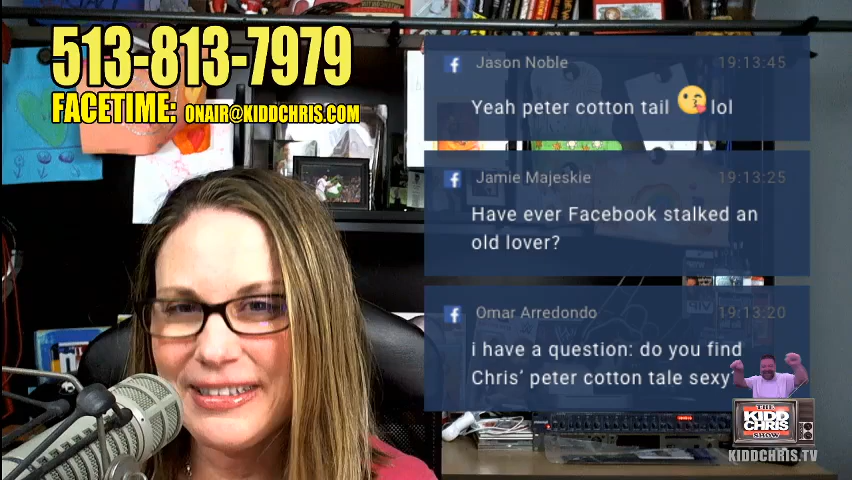 513-813-7979
FACETIME: ONAIR@KIDDCHRIS.COM
Jason Noble 19:13:45
Yeah peter cotton tail 😘 lol
Jamie Majeskie 19:13:25
Have ever Facebook stalked an
old lover?
Omar Arredondo 19:13:20
i have a question: do you find
Chris’ peter cotton tale sexy?
THE
KIDD
CHRIS
SHOW
KIDDCHRIS.TV